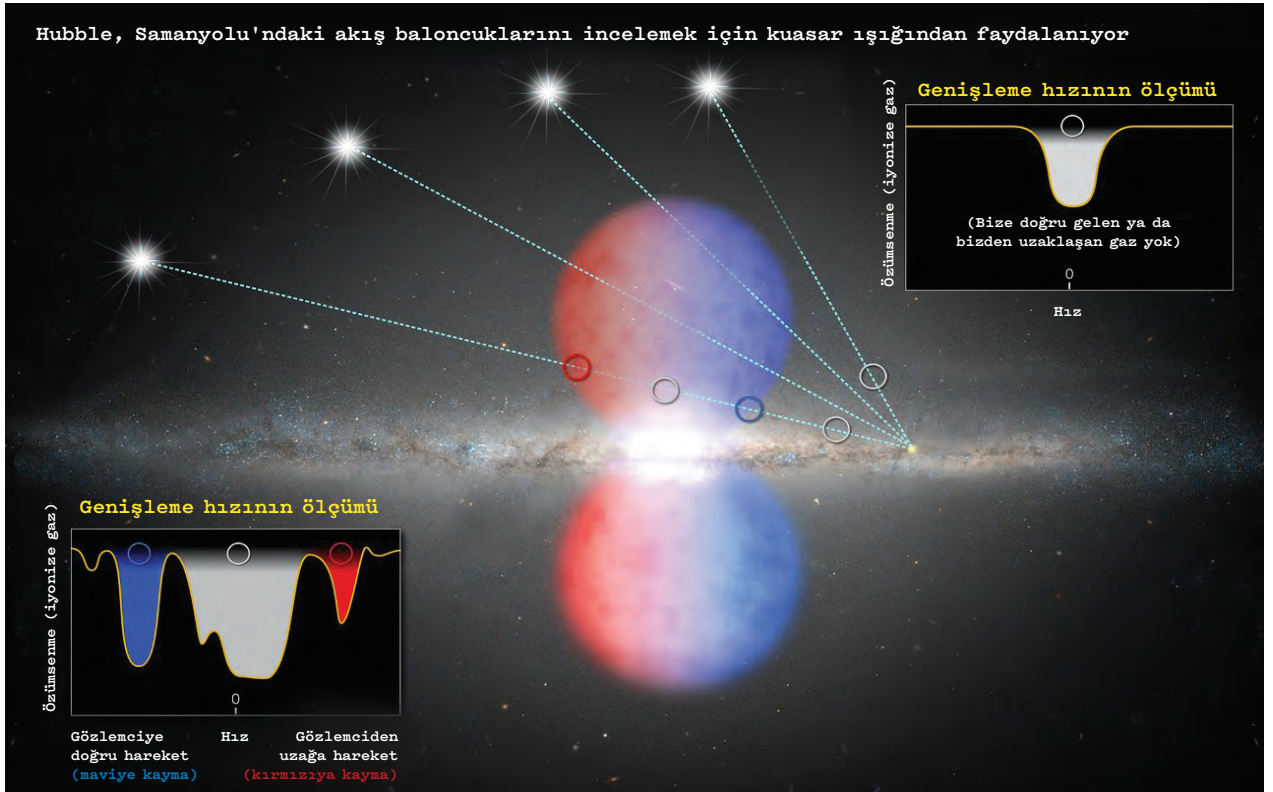 Hubble, Samanyolu'ndaki akış baloncuklarını incelemek için kuasar ışığından faydalanıyor
Genişleme hızının ölçümü
Özümsenme (iyonize gaz)
(Bize doğru gelen ya da
bizden uzaklaşan gaz yok)
0
Hız
Genişleme hızının ölçümü
Özümsenme (iyonize gaz)
0
Gözlemciye
doğru hareket
(maviye kayma)
Hız
Gözlemciden
uzağa hareket
(kırmızıya kayma)